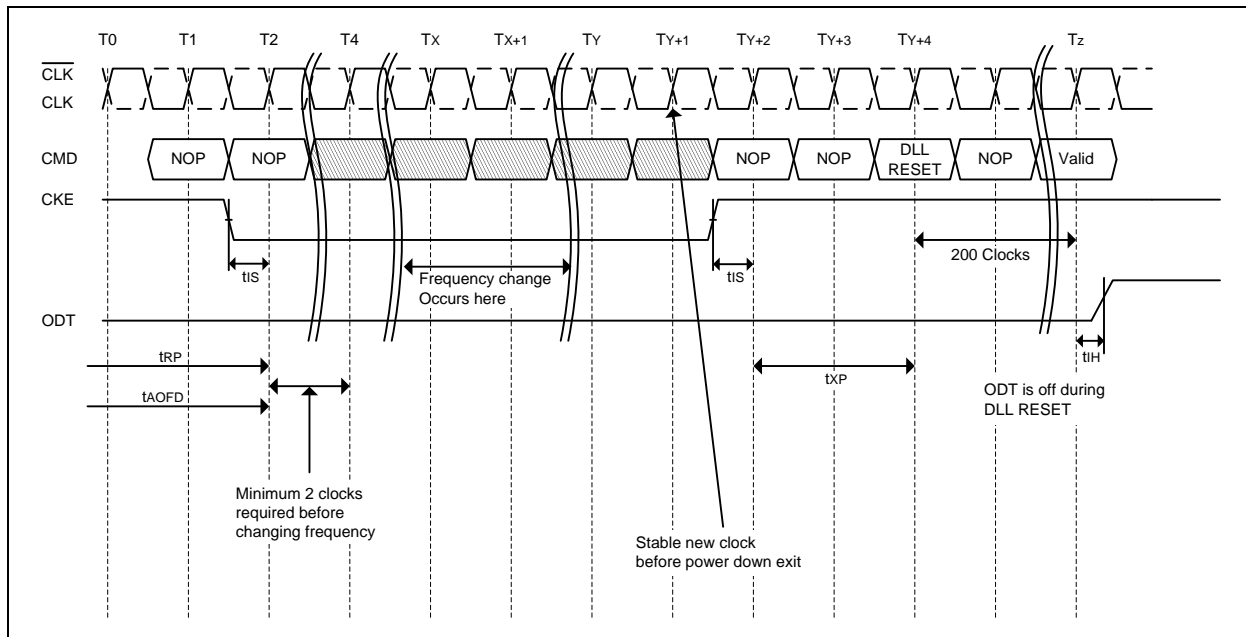 T0 T1 T2 T4 TX TX+1 TY TY+1 TY+2 TY+3 TY+4 Tz
CLK
CLK
CMD NOP NOP NOP NOP DLL RESET NOP Valid
CKE
tIS
Frequency change
Occurs here
tIS
200 Clocks
ODT
tIH
tRP
tXP
tAOFD
ODT is off during
DLL RESET
Minimum 2 clocks
required before
changing frequency
Stable new clock
before power down exit